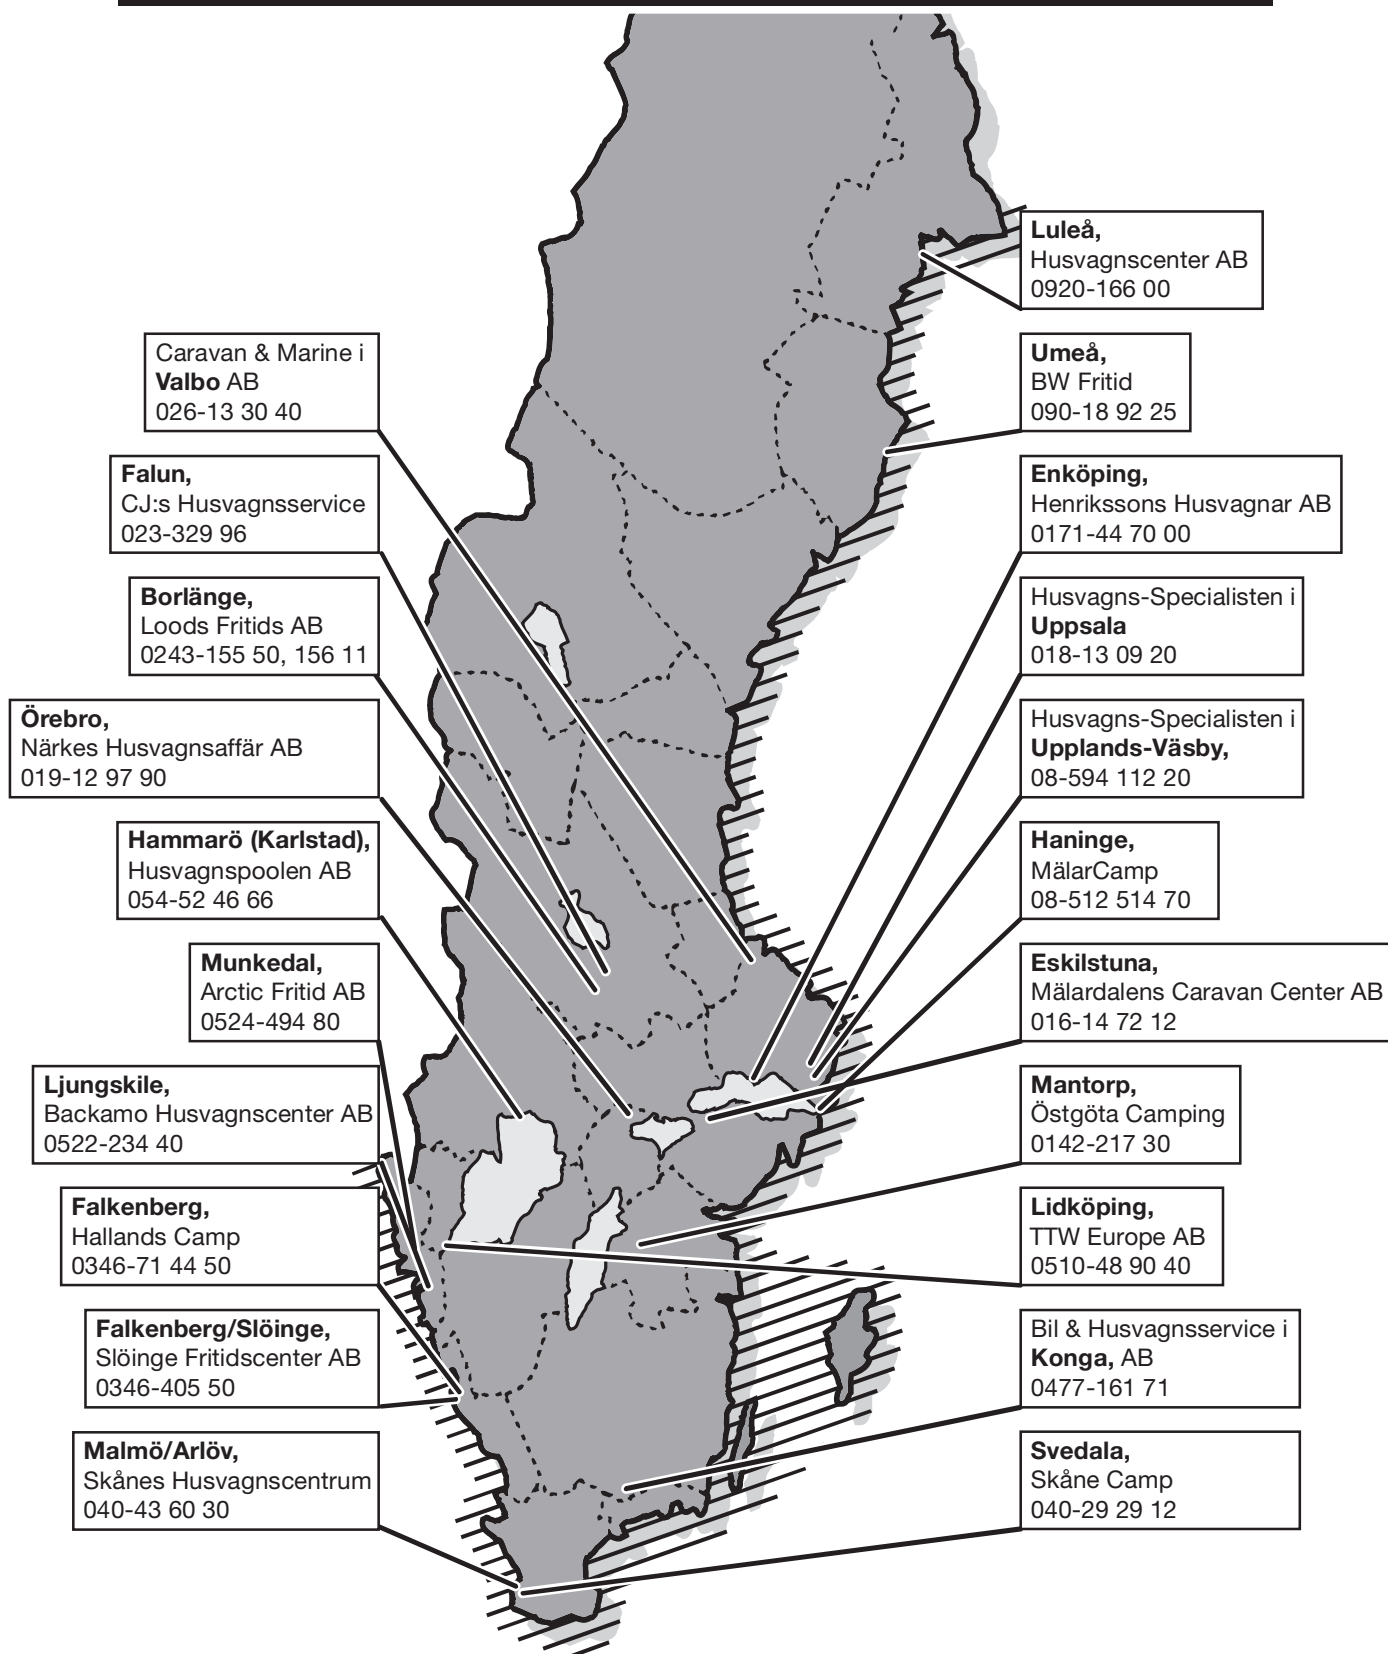 Caravan & Marine i
Valbo AB
026-13 30 40
Falun,
CJ:s Husvagnsservice
023-329 96
Borlänge,
Loods Fritids AB
0243-155 50, 156 11
Örebro,
Närkes Husvagnsaffär AB
019-12 97 90
Hammarö (Karlstad),
Husvagnspoolen AB
054-52 46 66
Munkedal,
Arctic Fritid AB
0524-494 80
Ljungskile,
Backamo Husvagnscenter AB
0522-234 40
Falkenberg,
Hallands Camp
0346-71 44 50
Falkenberg/Slöinge,
Slöinge Fritidscenter AB
0346-405 50
Malmö/Arlöv,
Skånes Husvagnscentrum
040-43 60 30
Luleå,
Husvagnscenter AB
0920-166 00
Umeå,
BW Fritid
090-18 92 25
Enköping,
Henrikssons Husvagnar AB
0171-44 70 00
Husvagns-Specialisten i
Uppsala
018-13 09 20
Husvagns-Specialisten i
Upplands-Väsby,
08-594 112 20
Haninge,
MälarCamp
08-512 514 70
Eskilstuna,
Mälardalens Caravan Center AB
016-14 72 12
Mantorp,
Östgöta Camping
0142-217 30
Lidköping,
TTW Europe AB
0510-48 90 40
Bil & Husvagnsservice i
Konga, AB
0477-161 71
Svedala,
Skåne Camp
040-29 29 12